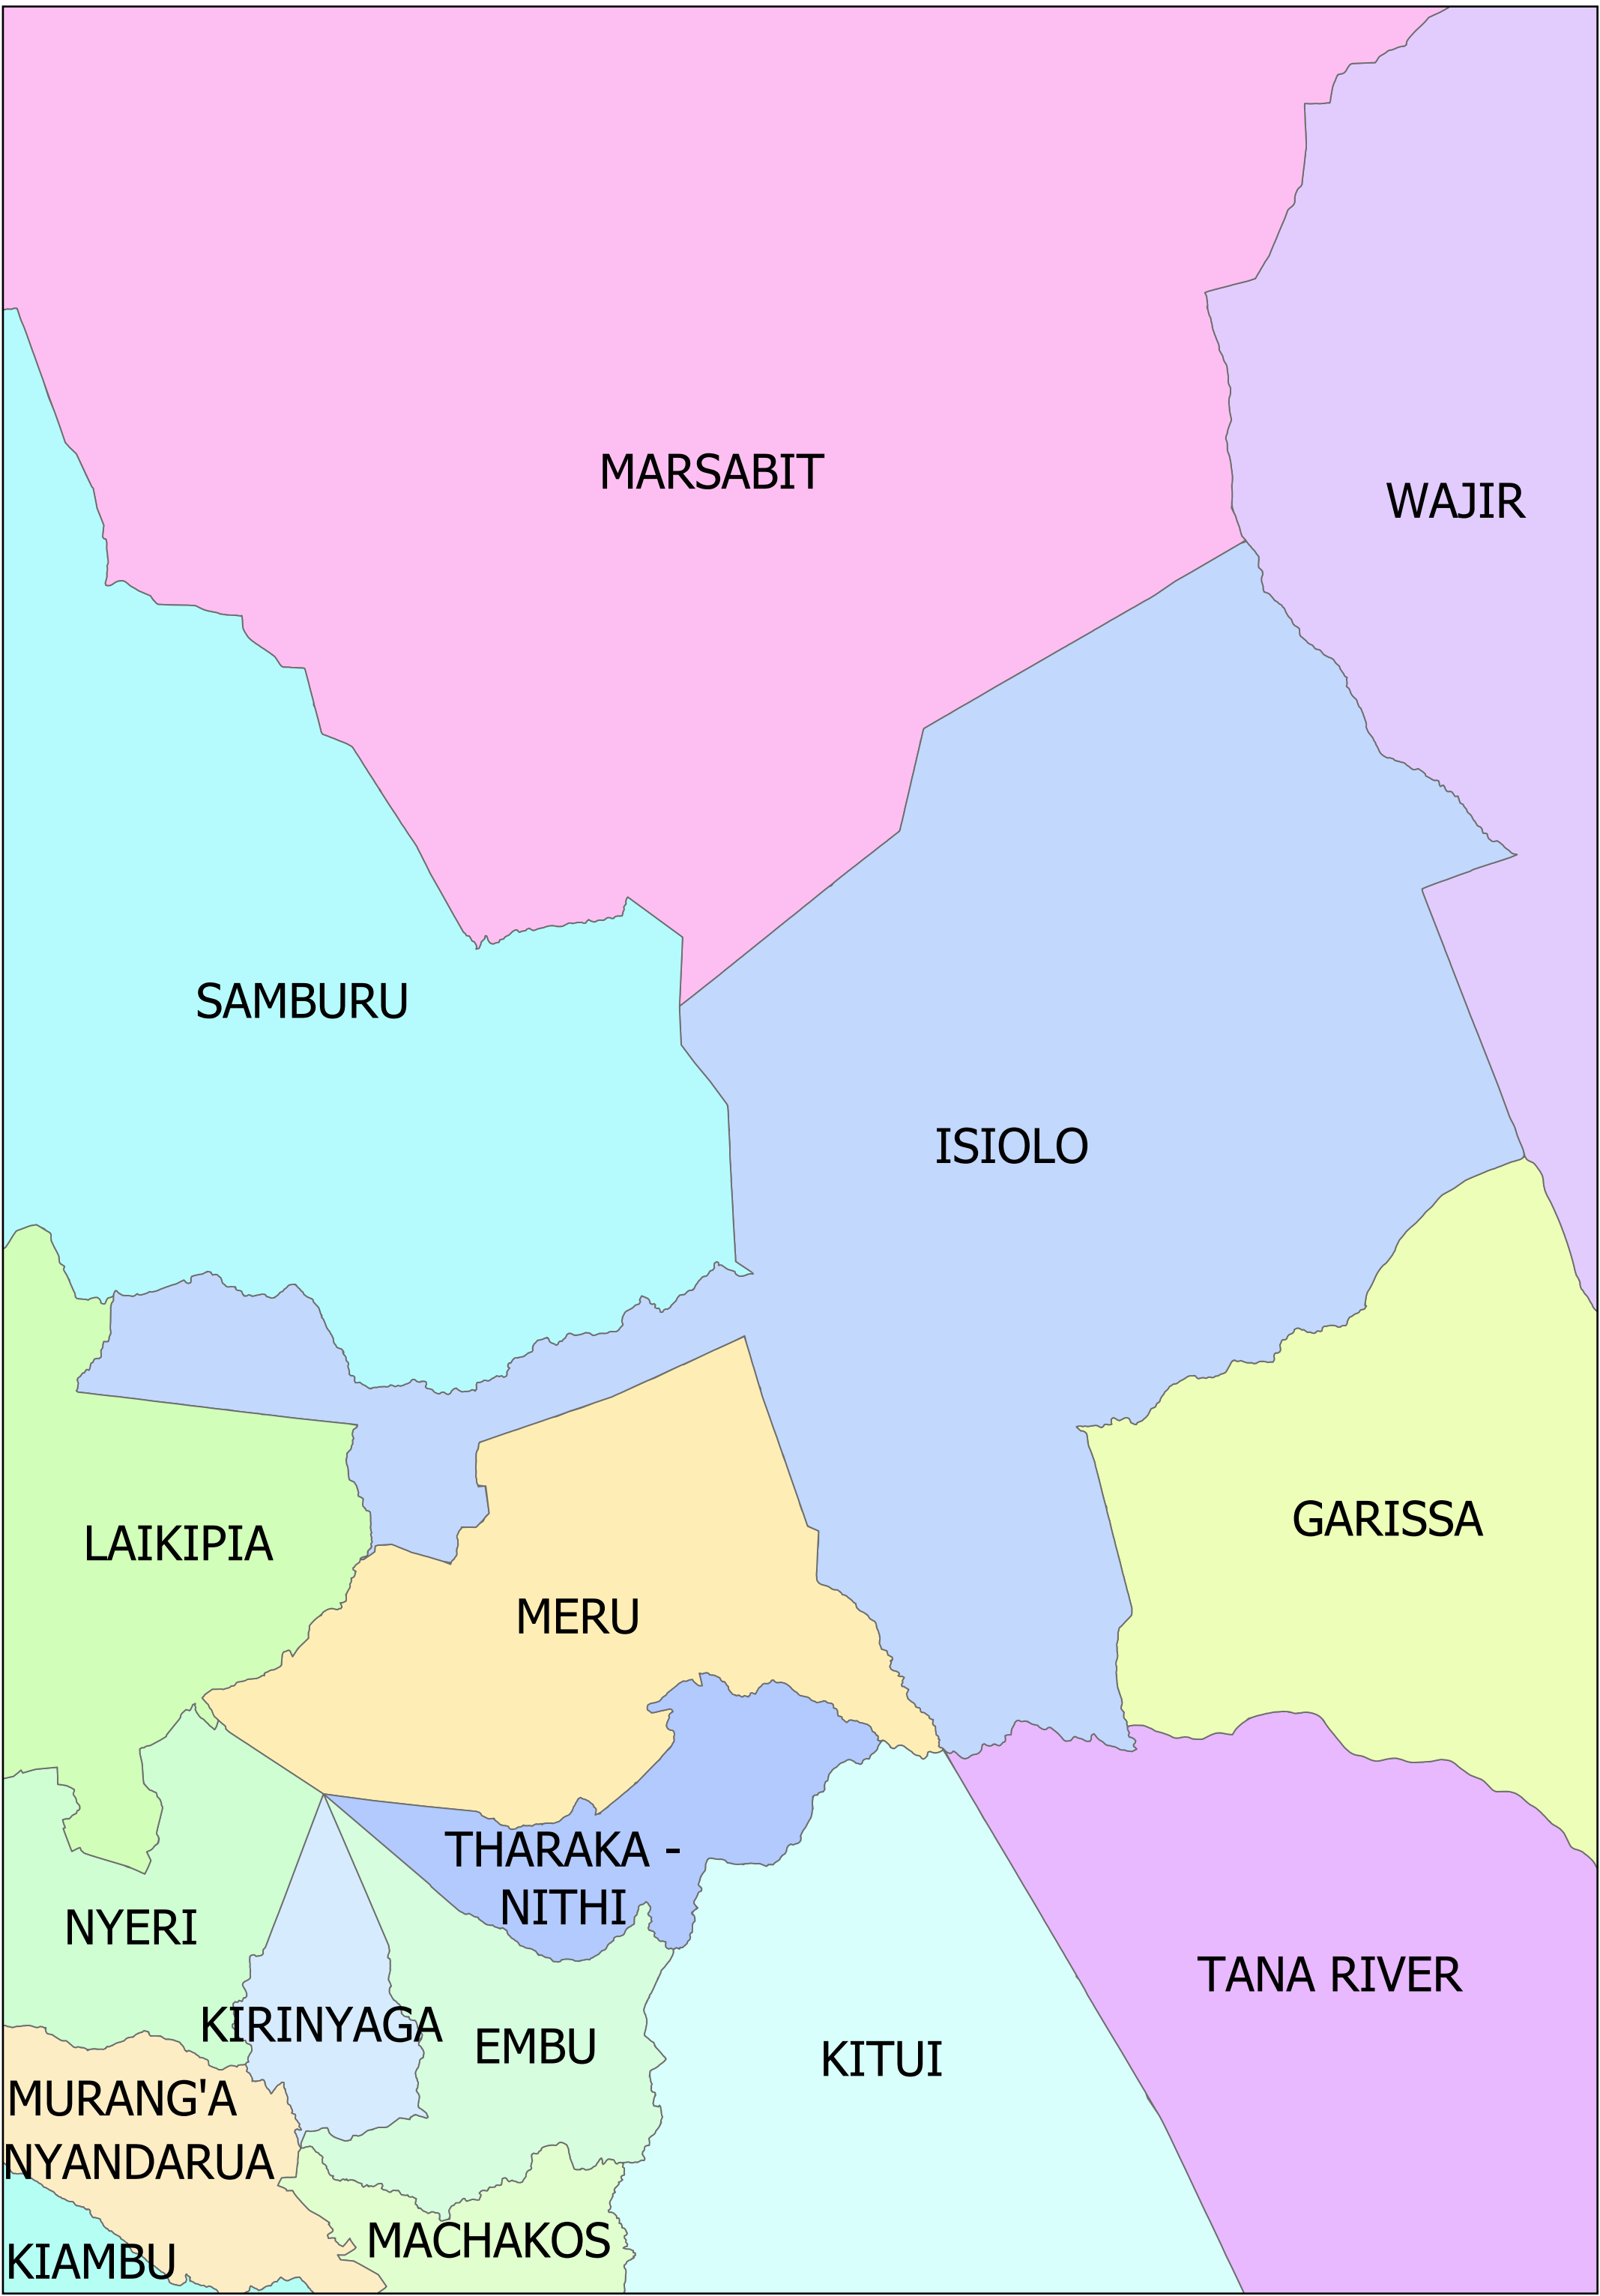 MARSABIT
WAJIR
SAMBURU
ISIOLO
GARISSA
LAIKIPIA
MERU
THARAKA -
NITHI
NYERI
TANA RIVER
KIRINYAGA
EMBU
KITUI
MURANG'A
NYANDARUA
MACHAKOS
KIAMBU